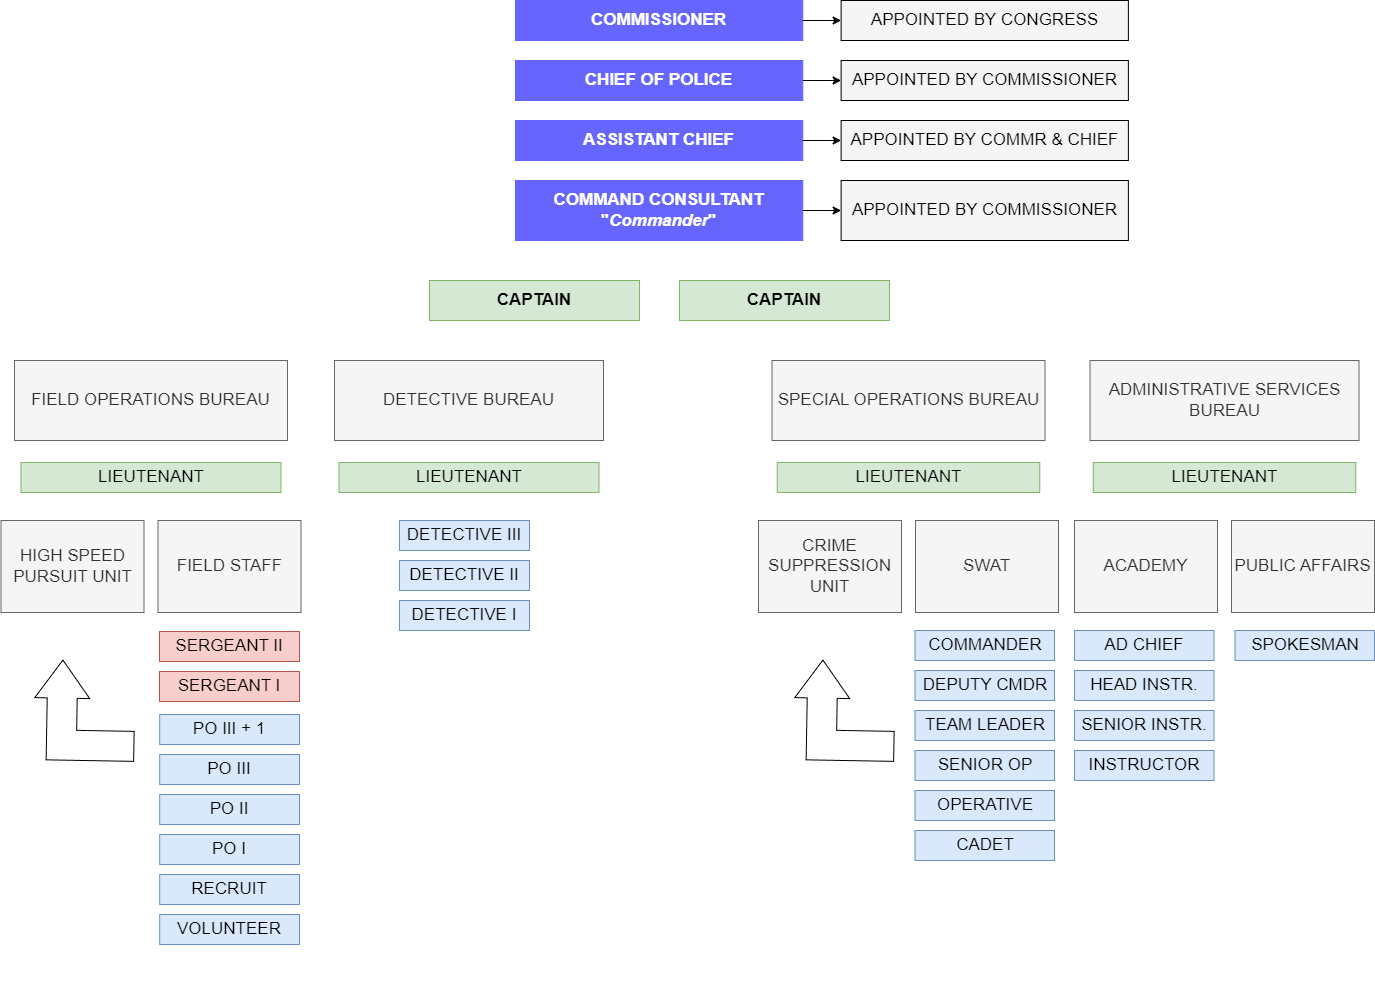 COMMISSIONER
APPOINTED BY CONGRESS
CHIEF OF POLICE
APPOINTED BY COMMISSIONER
ASSISTANT CHIEF
APPOINTED BY COMMR & CHIEF
COMMAND CONSULTANT
"Commander"
APPOINTED BY COMMISSIONER
CAPTAIN
CAPTAIN
FIELD OPERATIONS BUREAU
DETECTIVE BUREAU
SPECIAL OPERATIONS BUREAU
ADMINISTRATIVE SERVICES
BUREAU
LIEUTENANT
LIEUTENANT
LIEUTENANT
LIEUTENANT
HIGH SPEED
PURSUIT UNIT
FIELD STAFF
SERGEANT II
SERGEANT I
PO III + 1
PO III
PO II
PO I
RECRUIT
VOLUNTEER
DETECTIVE III
DETECTIVE II
DETECTIVE I
CRIME
SUPPRESSION
UNIT
SWAT
COMMANDER
DEPUTY CMDR
TEAM LEADER
SENIOR OP
OPERATIVE
CADET
ACADEMY
AD CHIEF
HEAD INSTR.
SENIOR INSTR.
INSTRUCTOR
PUBLIC AFFAIRS
SPOKESMAN